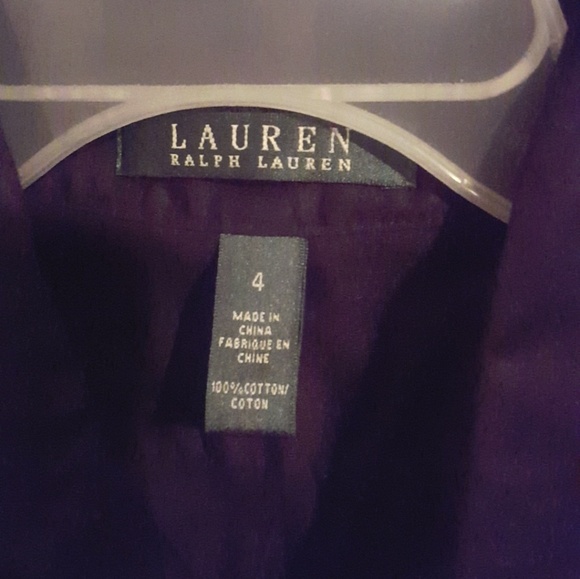 LAUREN
RALPH LAUREN
4
MADE IN
CHINA
FABRIQUE EN
CHINE
100%COTTON/
COTON